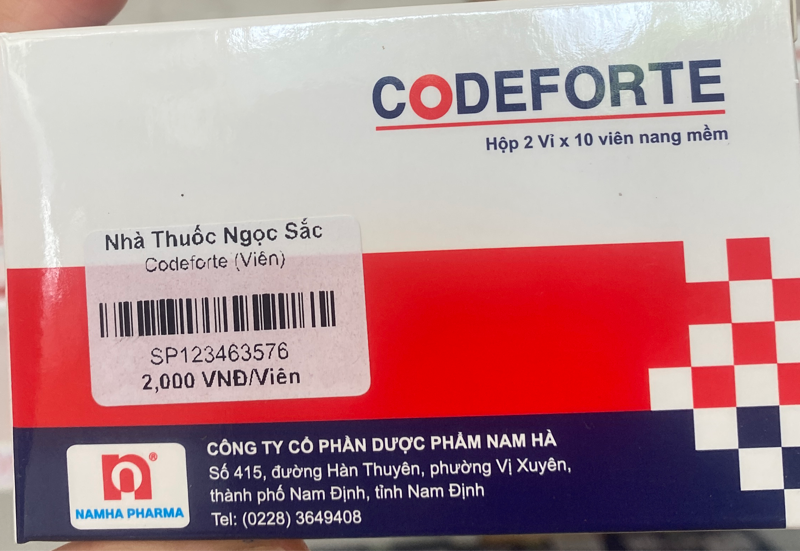 CODEFORTE
Hộp 2 Vỉ x 10 viên nang mềm
Nhà Thuốc Ngọc Sắc
Codeforte (Viên)
SP123463576
2,000 VNĐ/Viên
n®
NAMHA PHARMA
CÔNG TY CỔ PHẦN DƯỢC PHẨM NAM HÀ
Số 415, đường Hàn Thuyên, phường Vị Xuyên,
thành phố Nam Định, tỉnh Nam Định
Tel: (0228) 3649408